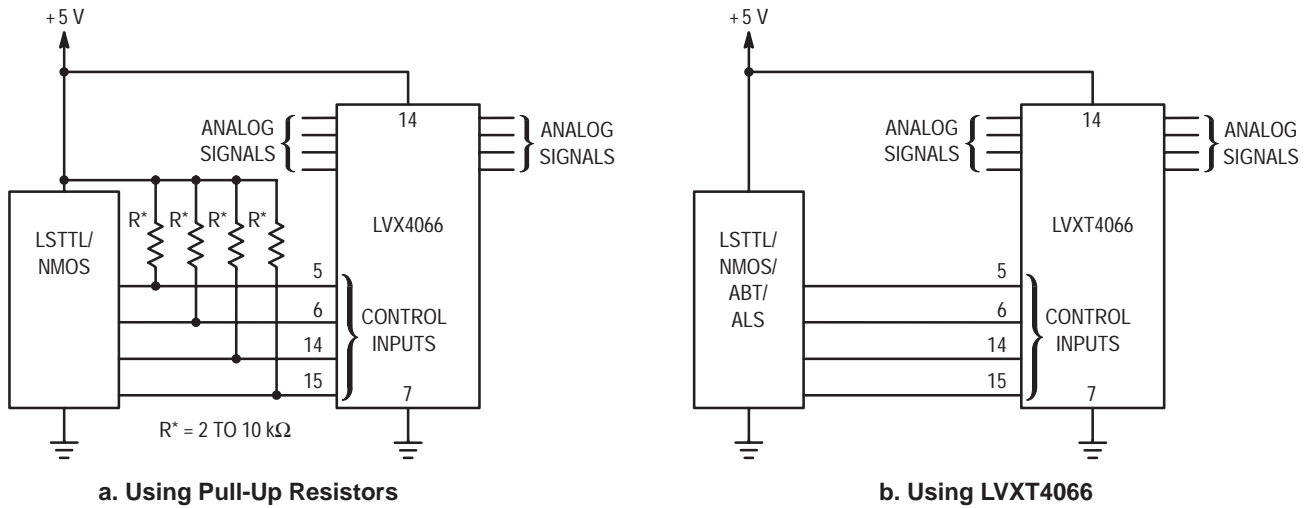 +5 V
14
ANALOG
SIGNALS
ANALOG
SIGNALS
R* R* R* R*
LSTTL/
NMOS
LVX4066
5
6
14
15
CONTROL
INPUTS
7
R* = 2 TO 10 kΩ
a. Using Pull-Up Resistors
+5 V
14
ANALOG
SIGNALS
ANALOG
SIGNALS
LSTTL/
NMOS/
ABT/
ALS
LVXT4066
5
6
14
15
CONTROL
INPUTS
7
b. Using LVXT4066